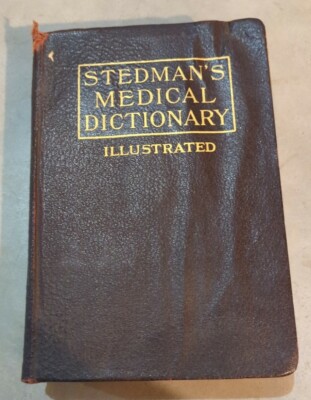 STEDMAN'S
MEDICAL
DICTIONARY
ILLUSTRATED